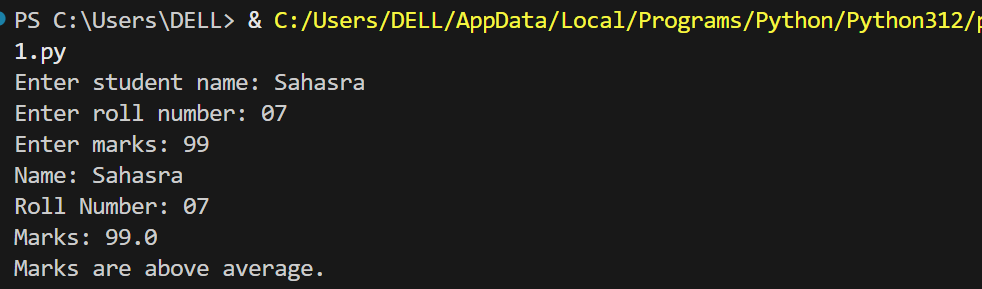 PS C:\Users\DELL> & C:/Users/DELL/AppData/Local/Programs/Python/Python312/
1.py
Enter student name: Sahasra
Enter roll number: 07
Enter marks: 99
Name: Sahasra
Roll Number: 07
Marks: 99.0
Marks are above average.